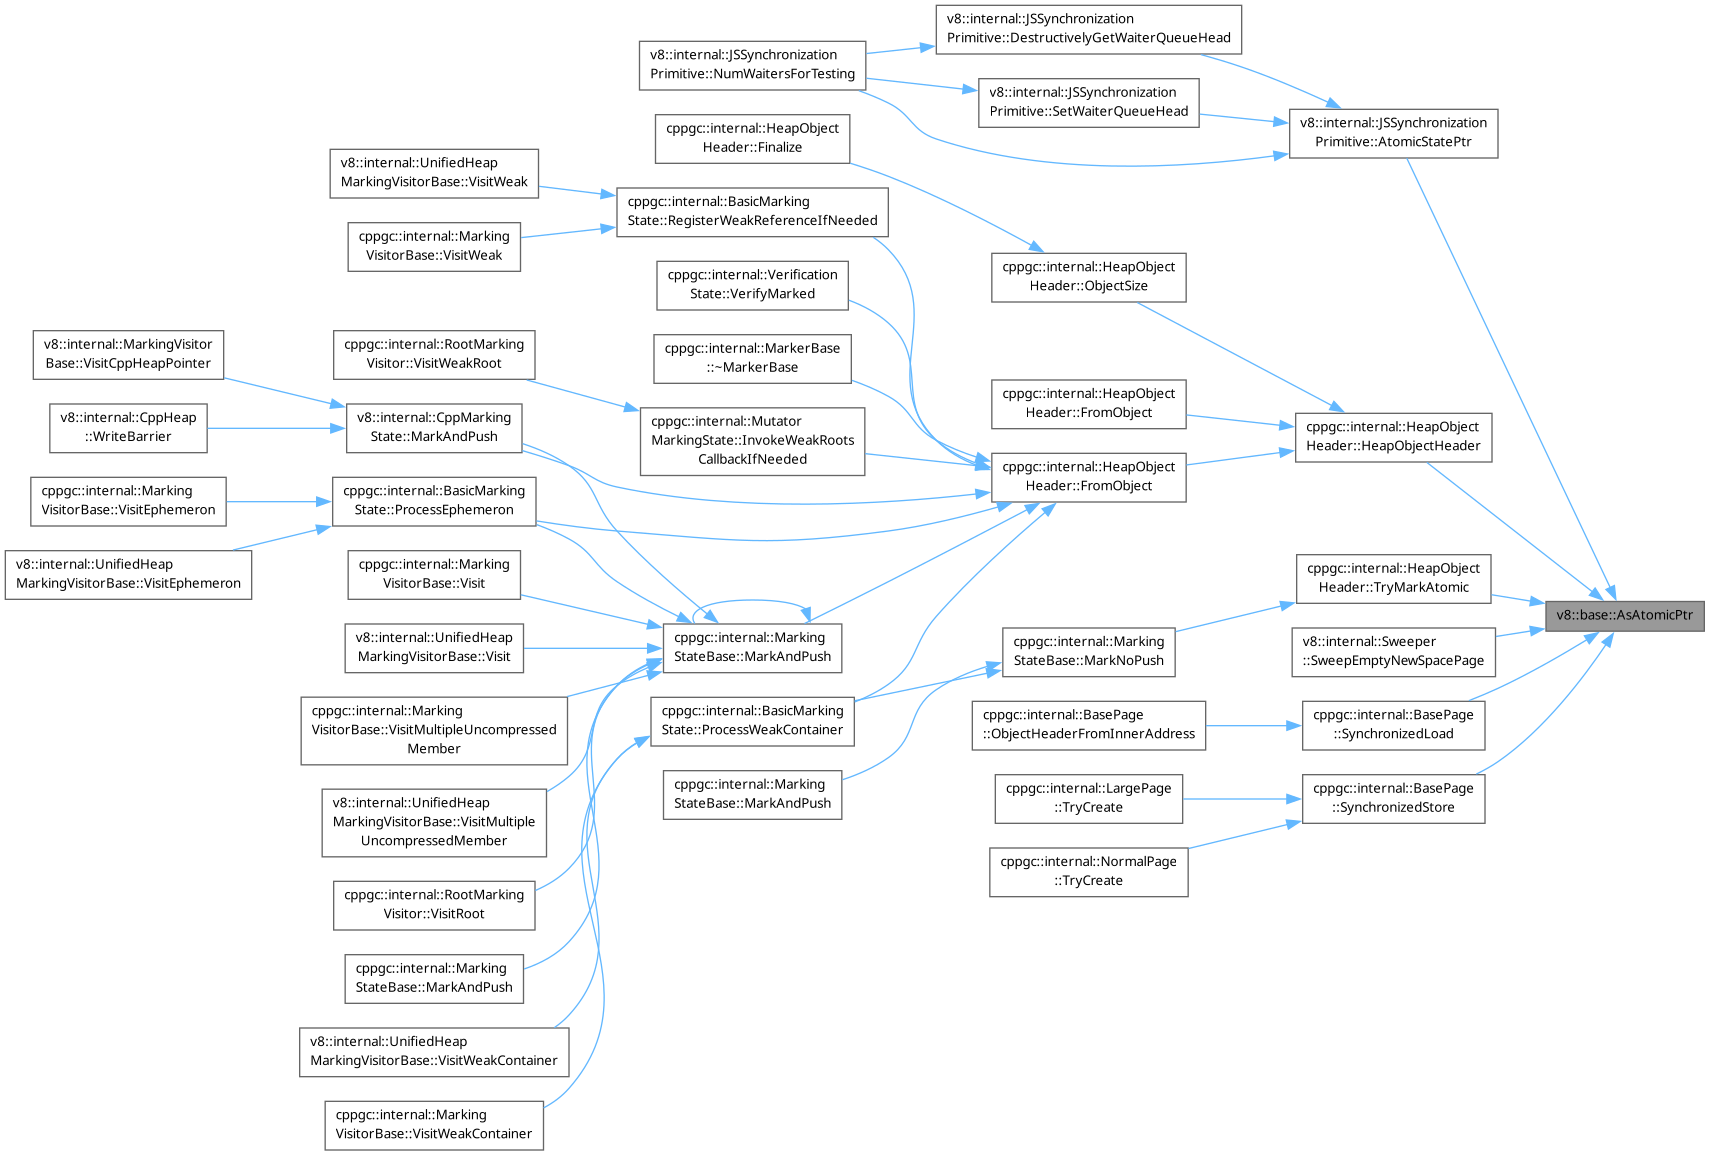 v8::internal::JSSynchronization
Primitive::DestructivelyGetWaiterQueueHead
v8::internal::JSSynchronization
Primitive::NumWaitersForTesting
v8::internal::JSSynchronization
Primitive::SetWaiterQueueHead
v8::internal::JSSynchronization
Primitive::AtomicStatePtr
cppgc::internal::HeapObject
Header::Finalize
v8::internal::UnifiedHeap
MarkingVisitorBase::VisitWeak
cppgc::internal::BasicMarking
State::RegisterWeakReferenceIfNeeded
cppgc::internal::Marking
VisitorBase::VisitWeak
cppgc::internal::HeapObject
Header::ObjectSize
cppgc::internal::Verification
State::VerifyMarked
v8::internal::MarkingVisitor
Base::VisitCppHeapPointer
cppgc::internal::RootMarking
Visitor::VisitWeakRoot
cppgc::internal::MarkerBase
::~MarkerBase
cppgc::internal::HeapObject
Header::FromObject
v8::internal::CppHeap
::WriteBarrier
v8::internal::CppMarking
State::MarkAndPush
cppgc::internal::Mutator
MarkingState::InvokeWeakRoots
CallbackIfNeeded
cppgc::internal::HeapObject
Header::HeapObjectHeader
cppgc::internal::HeapObject
Header::FromObject
cppgc::internal::Marking
VisitorBase::VisitEphemeron
cppgc::internal::BasicMarking
State::ProcessEphemeron
v8::internal::UnifiedHeap
MarkingVisitorBase::VisitEphemeron
cppgc::internal::Marking
VisitorBase::Visit
cppgc::internal::HeapObject
Header::TryMarkAtomic
v8::base::AsAtomicPtr
v8::internal::UnifiedHeap
MarkingVisitorBase::Visit
cppgc::internal::Marking
StateBase::MarkAndPush
cppgc::internal::Marking
StateBase::MarkNoPush
v8::internal::Sweeper
::SweepEmptyNewSpacePage
cppgc::internal::Marking
VisitorBase::VisitMultipleUncompressed
Member
cppgc::internal::BasicMarking
State::ProcessWeakContainer
cppgc::internal::BasePage
::ObjectHeaderFromInnerAddress
cppgc::internal::BasePage
::SynchronizedLoad
v8::internal::UnifiedHeap
MarkingVisitorBase::VisitMultiple
UncompressedMember
cppgc::internal::Marking
StateBase::MarkAndPush
cppgc::internal::LargePage
::TryCreate
cppgc::internal::BasePage
::SynchronizedStore
cppgc::internal::NormalPage
::TryCreate
cppgc::internal::RootMarking
Visitor::VisitRoot
cppgc::internal::Marking
StateBase::MarkAndPush
v8::internal::UnifiedHeap
MarkingVisitorBase::VisitWeakContainer
cppgc::internal::Marking
VisitorBase::VisitWeakContainer